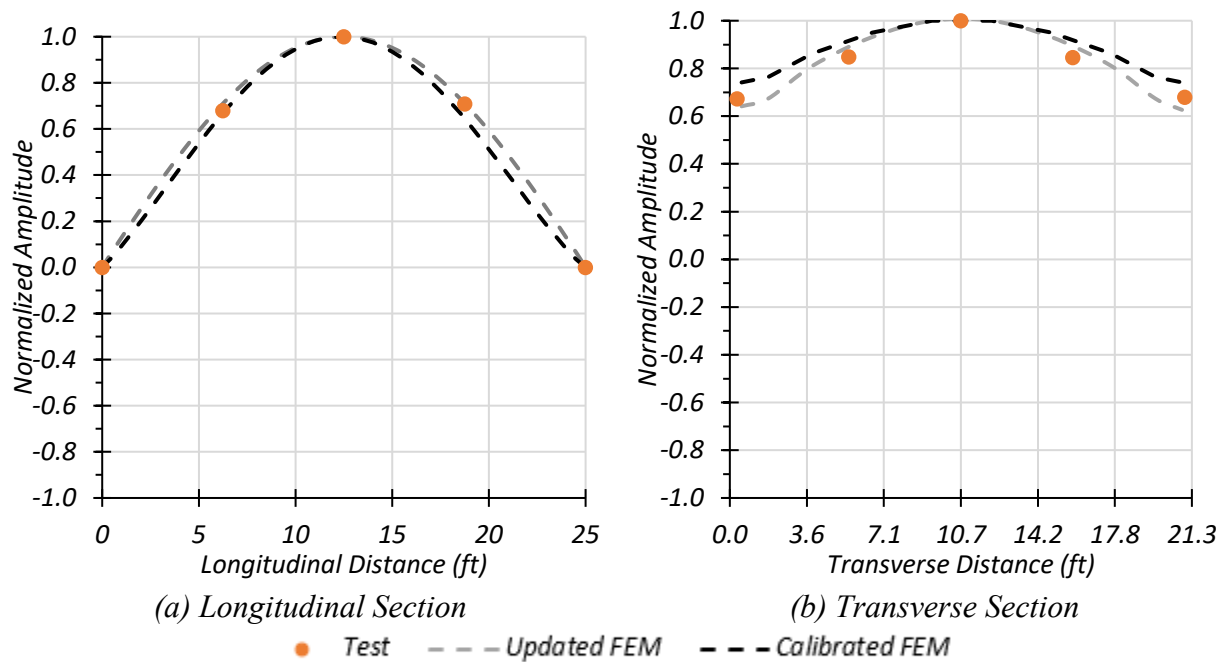 Normalized Amplitude
1.0
0.8
0.6
0.4
0.2
0.0
-0.2
-0.4
-0.6
-0.8
-1.0
0 5 10 15 20 25
Longitudinal Distance (ft)
(a) Longitudinal Section
Normalized Amplitude
1.0
0.8
0.6
0.4
0.2
0.0
-0.2
-0.4
-0.6
-0.8
-1.0
0.0 3.6 7.1 10.7 14.2 17.8 21.3
Transverse Distance (ft)
(b) Transverse Section
Test Updated FEM Calibrated FEM